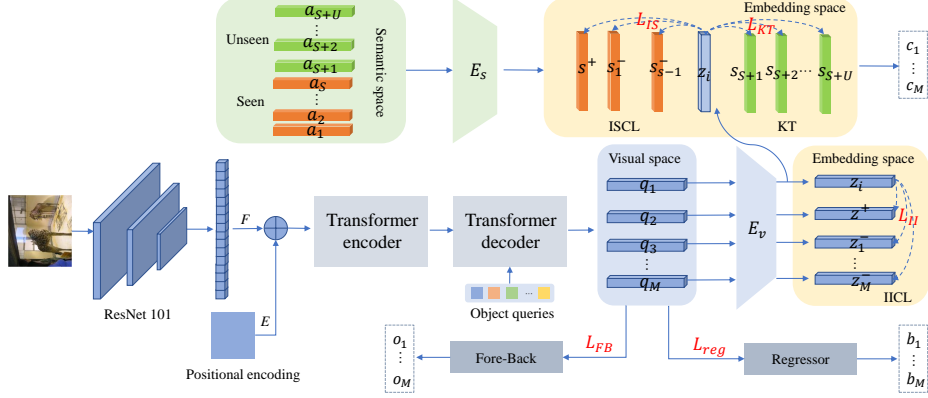 a_{S+U}
Unseen
⋮
a_{S+2}
a_{S+1}
a_S
Seen
⋮
a_2
a_1
Semantic space
E_s
Embedding space
L_{IS}
L_{KT}
s^+
s_1^-
s_{s-1}^-
z_i
s_{S+1}
s_{S+2}
...
s_{S+U}
ISCL
KT
c_1
⋮
c_M
ResNet 101
F
E
Positional encoding
Transformer
encoder
Transformer
decoder
...
Object queries
Visual space
q_1
q_2
q_3
⋮
q_M
E_v
Embedding space
z_i
z^+
z_1^-
⋮
z_M^-
L_{II}
IICL
o_1
⋮
o_M
Fore-Back
L_{FB}
L_{reg}
Regressor
b_1
⋮
b_M